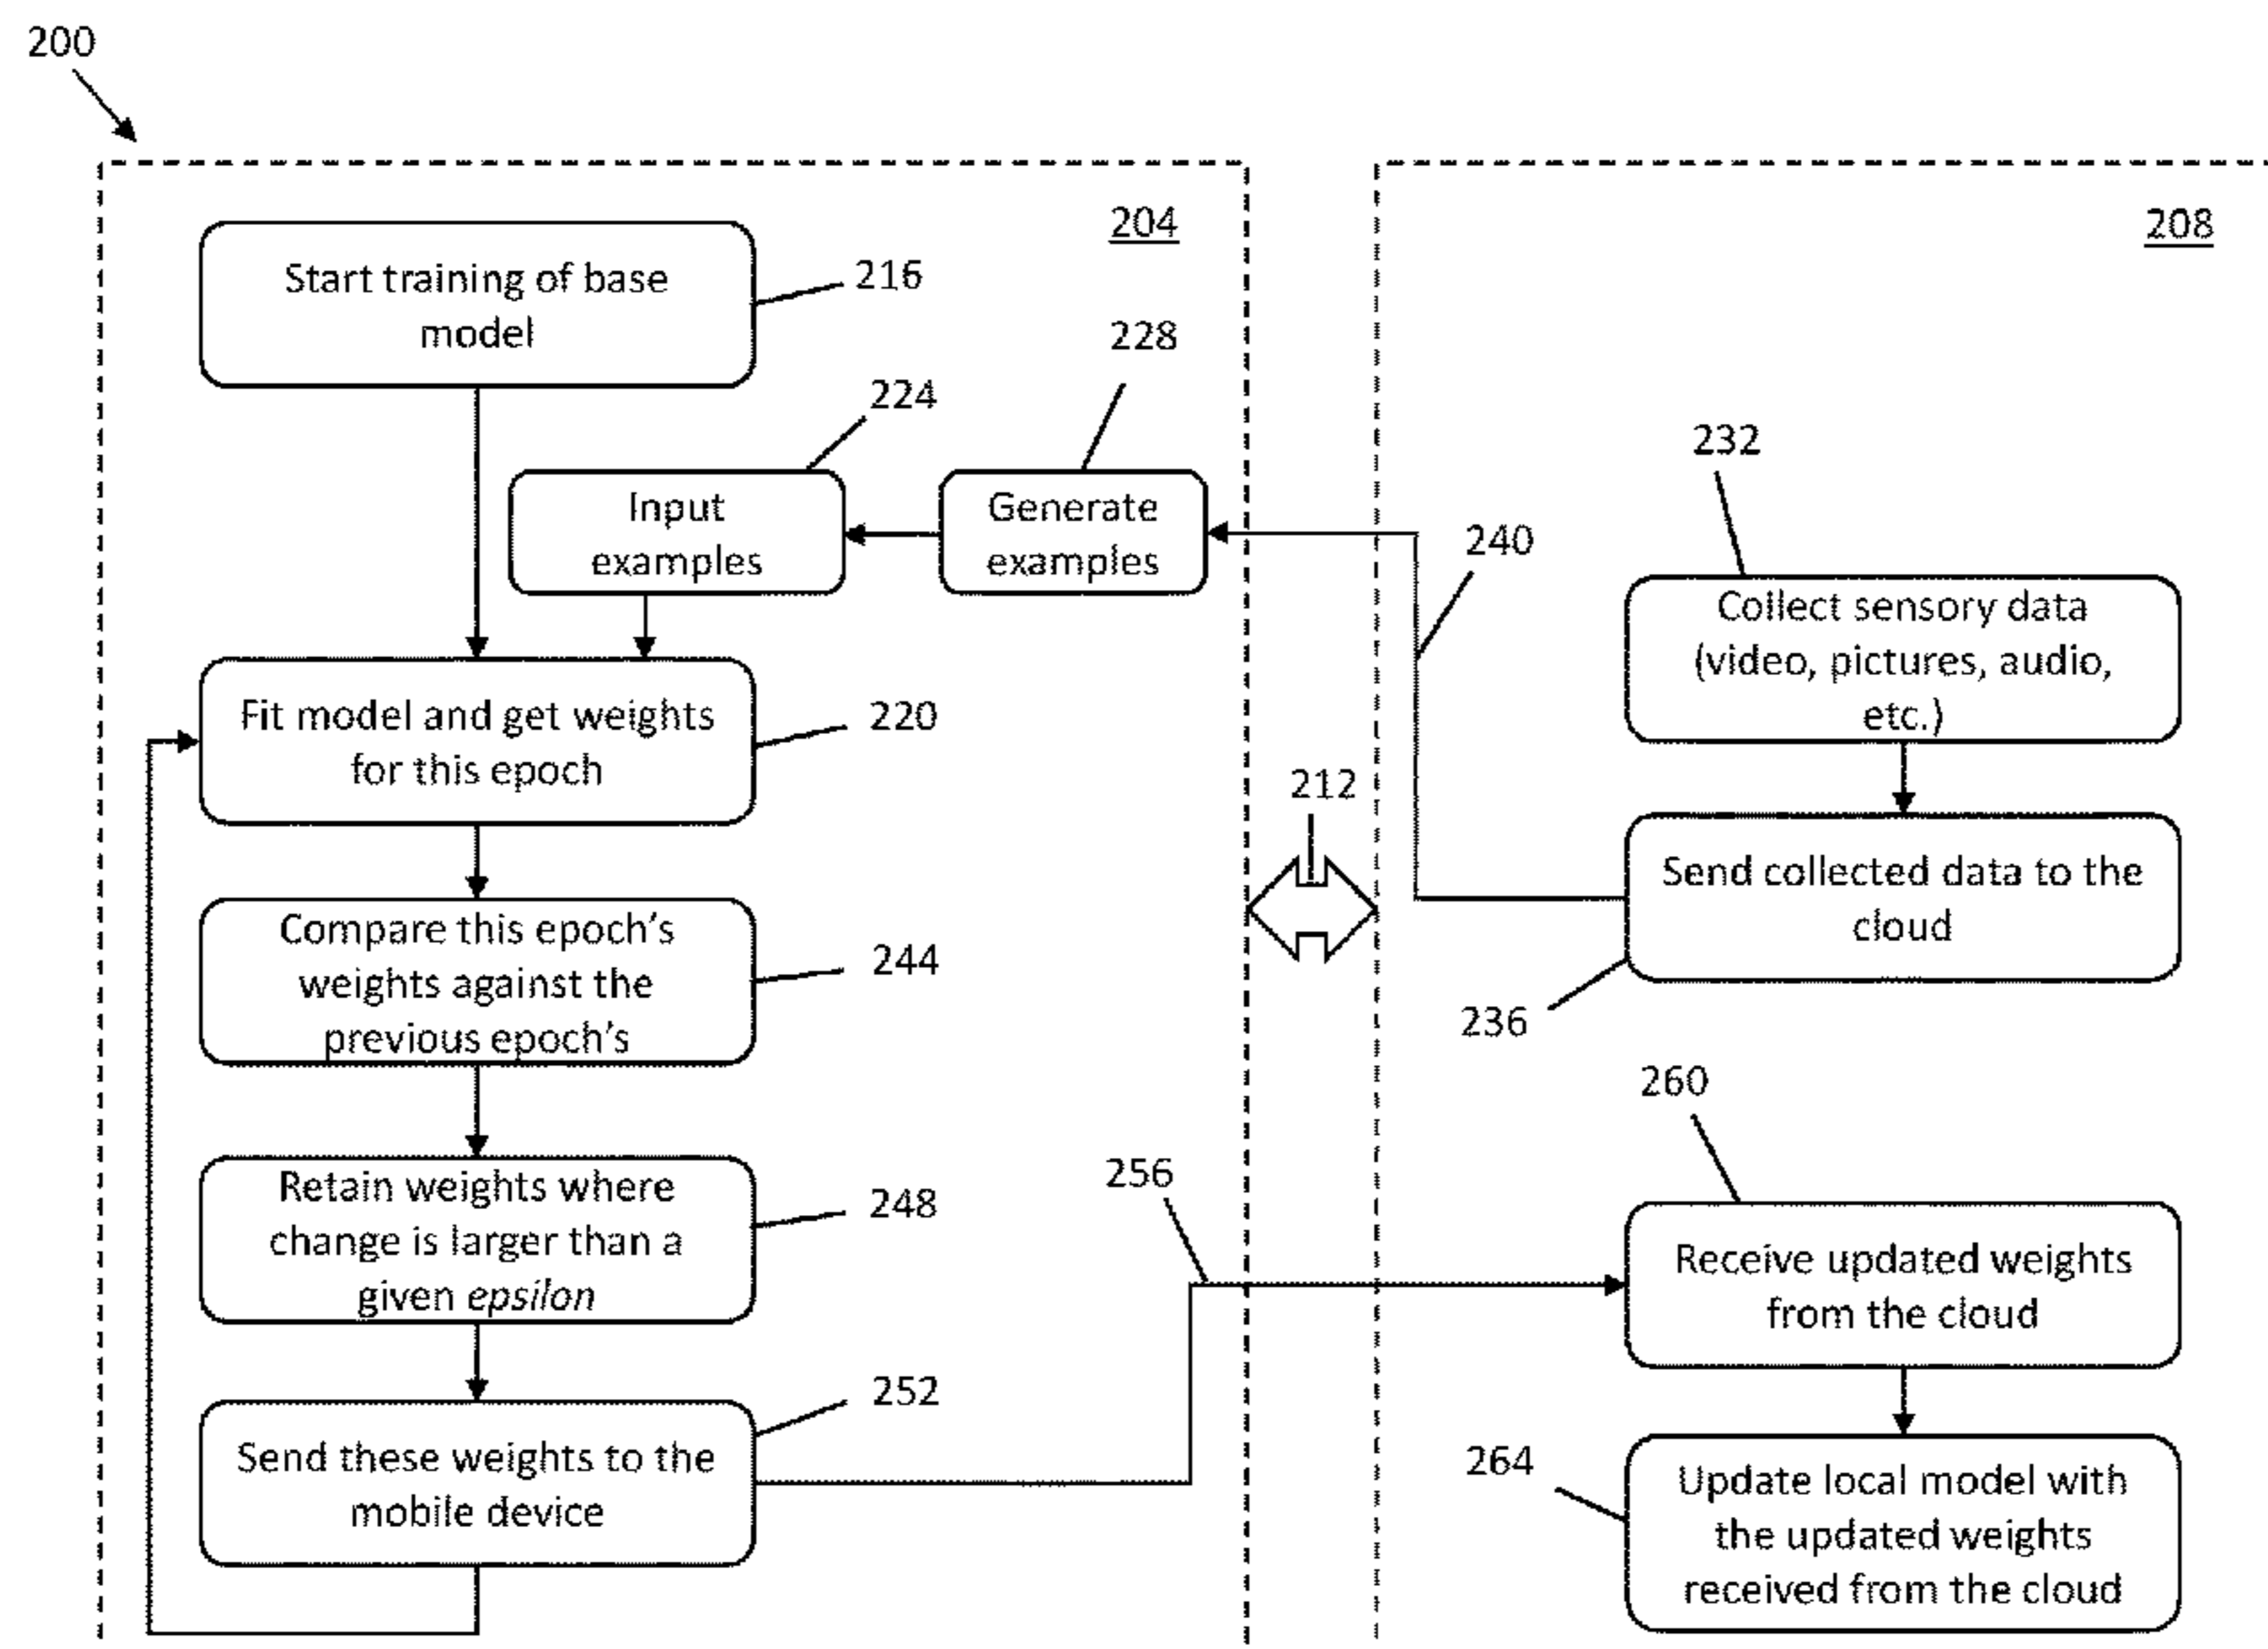 200
204
208
Start training of base
model
216
228
224
Input
examples
Generate
examples
232
240
Collect sensory data
(video, pictures, audio,
etc.)
Fit model and get weights
for this epoch
220
212
Send collected data to the
cloud
236
Compare this epoch's
weights against the
previous epoch's
244
260
256
Retain weights where
change is larger than a
given epsilon
248
Receive updated weights
from the cloud
252
Send these weights to the
mobile device
264
Update local model with
the updated weights
received from the cloud